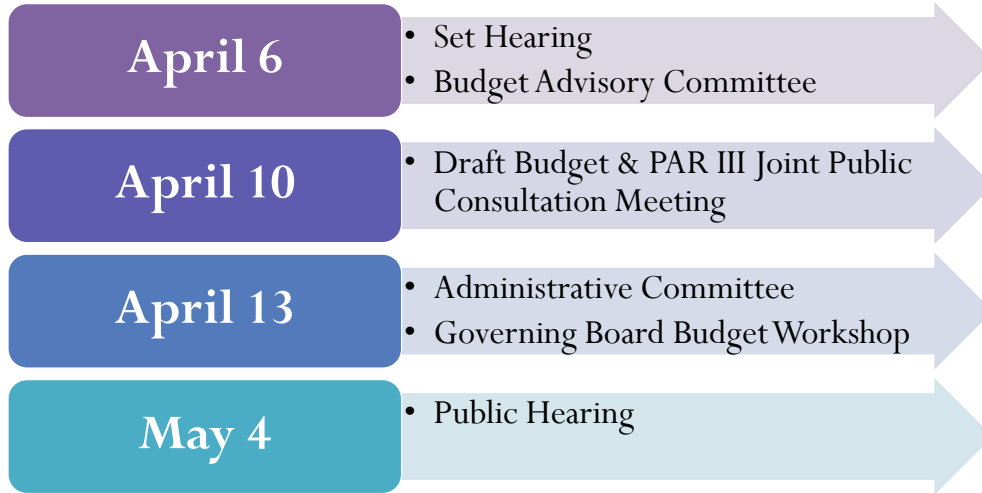 April 6
• Set Hearing
• Budget Advisory Committee
April 10
• Draft Budget & PAR III Joint Public
Consultation Meeting
April 13
• Administrative Committee
• Governing Board Budget Workshop
May 4
• Public Hearing